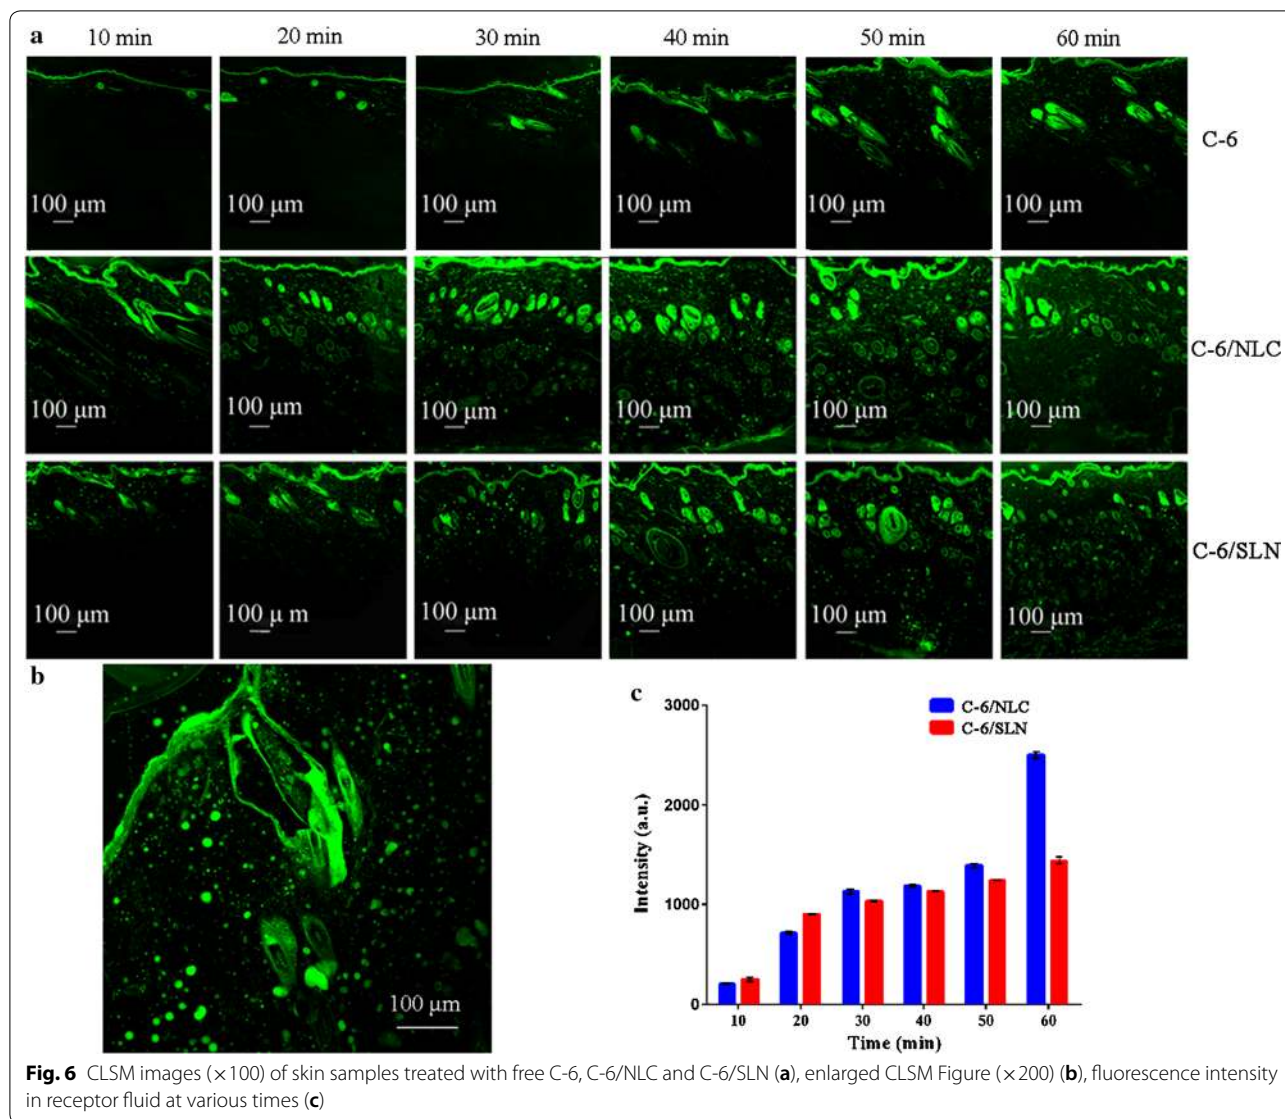 a 10 min 20 min 30 min 40 min 50 min 60 min
100 μm 100 μm 100 μm 100 μm 100 μm 100 μm
C-6
100 μm 100 μm 100 μm 100 μm 100 μm 100 μm
C-6/NLC
100 μm 100 μ m 100 μm 100 μm 100 μm 100 μm
C-6/SLN
b
100 μm
c
C-6/NLC
C-6/SLN
Intensity (a.u.)
3000
2000
1000
0
10 20 30 40 50 60
Time (min)
Fig. 6 CLSM images (×100) of skin samples treated with free C-6, C-6/NLC and C-6/SLN (a), enlarged CLSM Figure (×200) (b), fluorescence intensity
in receptor fluid at various times (c)